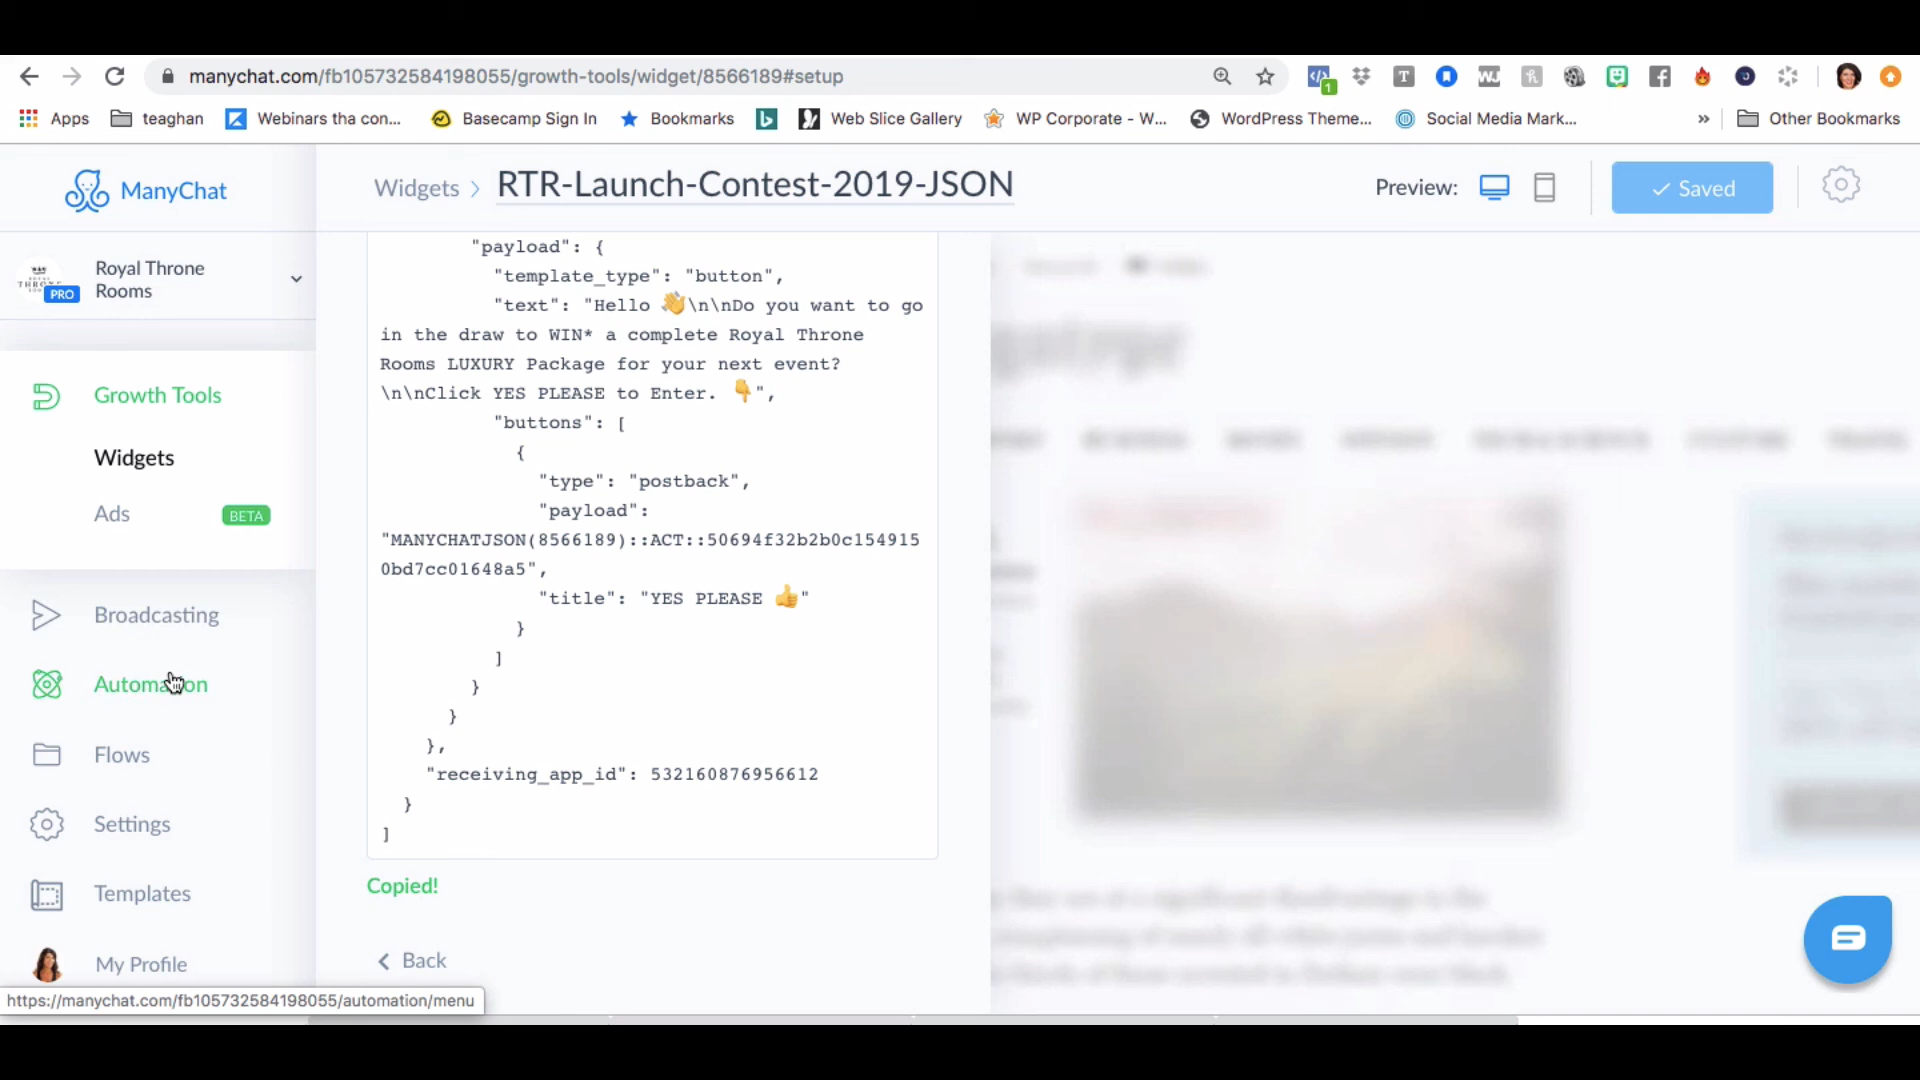 manychat.com/fb105732584198055/growth-tools/widget/8566189#setup
1
Apps
teaghan
Webinars tha con...
Basecamp Sign In
Bookmarks
Web Slice Gallery
WP Corporate - W...
WordPress Theme...
Social Media Mark...
»
Other Bookmarks
ManyChat
Widgets > RTR-Launch-Contest-2019-JSON
Preview:
✓ Saved
Royal Throne
Rooms
PRO
Growth Tools
Widgets
Ads
BETA
Broadcasting
Automation
Flows
Settings
Templates
My Profile
"payload": {
"template_type": "button",
"text": "Hello 👋\n\nDo you want to go
in the draw to WIN* a complete Royal Throne
Rooms LUXURY Package for your next event?
\n\nClick YES PLEASE to Enter. 👇",
"buttons": [
{
"type": "postback",
"payload":
"MANYCHATJSON(8566189)::ACT::50694f32b2b0c154915
0bd7cc01648a5",
"title": "YES PLEASE 👍"
}
]
}
}
},
"receiving_app_id": 532160876956612
}
]
Copied!
< Back
https://manychat.com/fb105732584198055/automation/menu